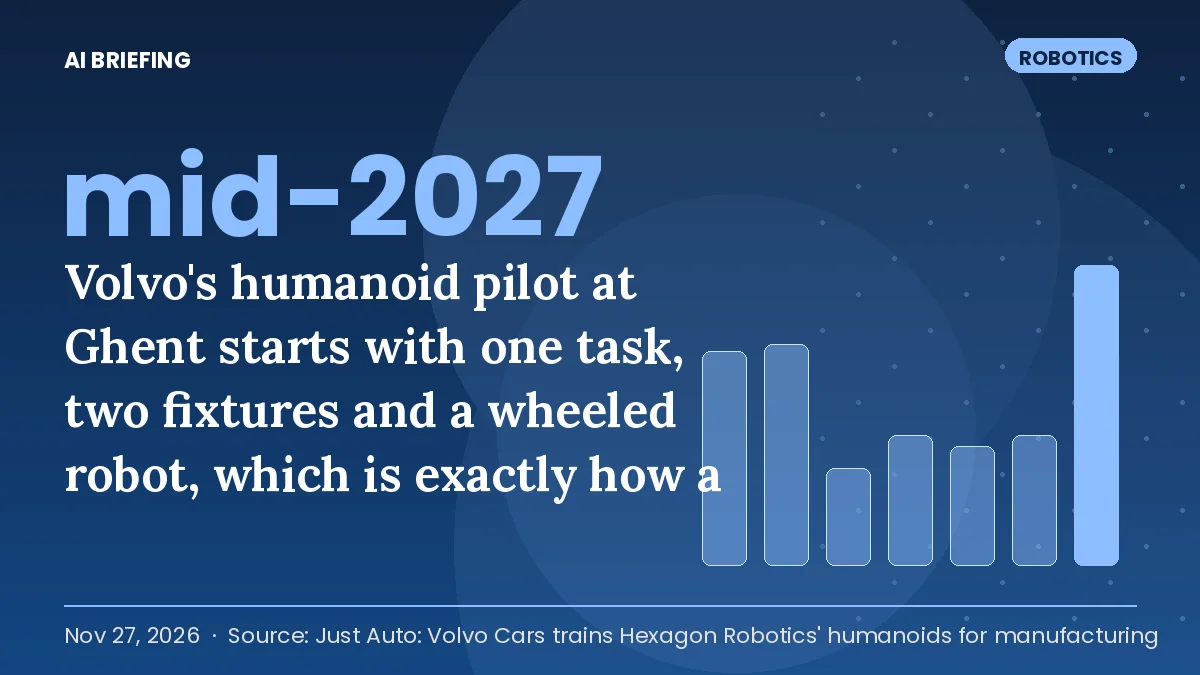 AI BRIEFING
ROBOTICS
mid-2027
Volvo's humanoid pilot at
Ghent starts with one task,
two fixtures and a wheeled
robot, which is exactly how a
Nov 27, 2026 · Source: Just Auto: Volvo Cars trains Hexagon Robotics' humanoids for manufacturing